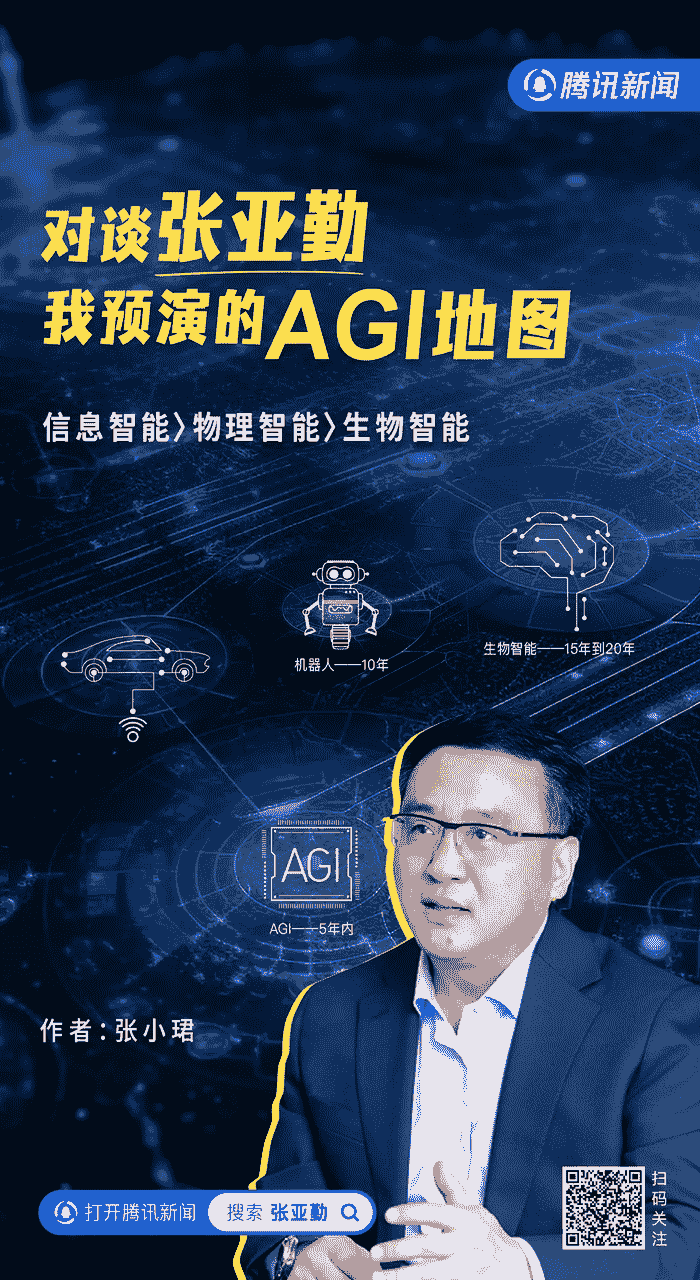 腾讯新闻
对谈张亚勤
我预演的AGI地图
信息智能〉物理智能〉生物智能
机器人——10年
生物智能——15年到20年
AGI
AGI——5年内
作者:张小珺
打开腾讯新闻 搜索 张亚勤
扫码关注